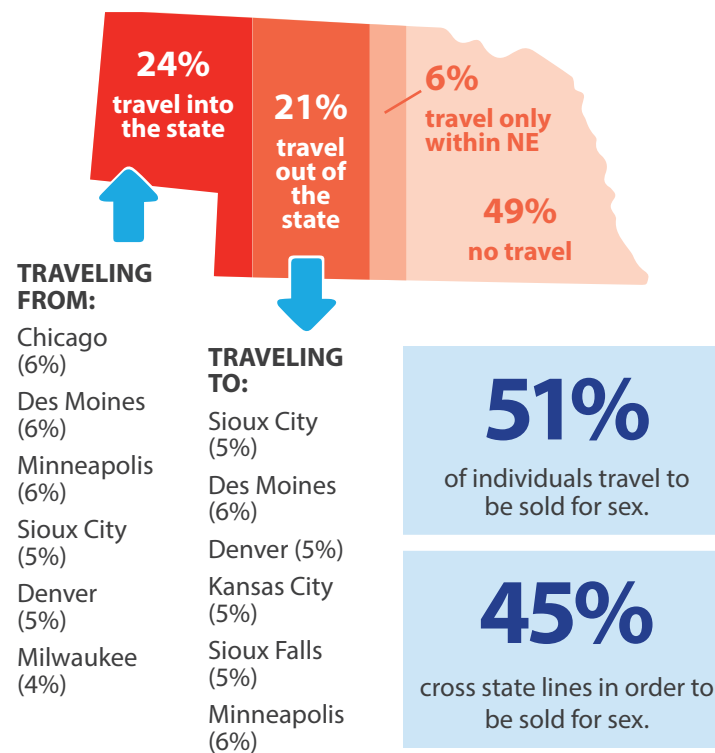 24%
travel into
the state
21%
travel
out of
the
state
6%
travel only
within NE
49%
no travel
TRAVELING
FROM:
Chicago
(6%)
Des Moines
(6%)
Minneapolis
(6%)
Sioux City
(5%)
Denver
(5%)
Milwaukee
(4%)
TRAVELING
TO:
Sioux City
(5%)
Des Moines
(6%)
Denver (5%)
Kansas City
(5%)
Sioux Falls
(5%)
Minneapolis
(6%)
51%
of individuals travel to
be sold for sex.
45%
cross state lines in order to
be sold for sex.